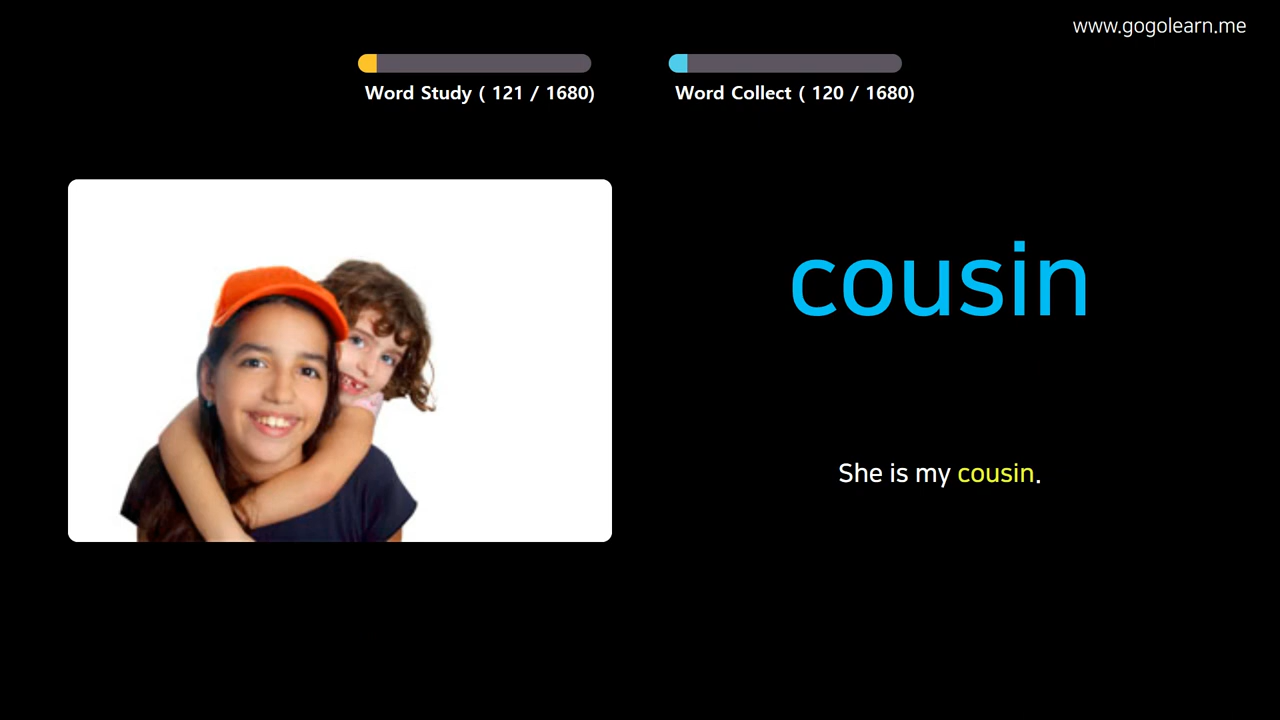 www.gogolearn.me
Word Study ( 121 / 1680)
Word Collect ( 120 / 1680)
cousin
She is my cousin.